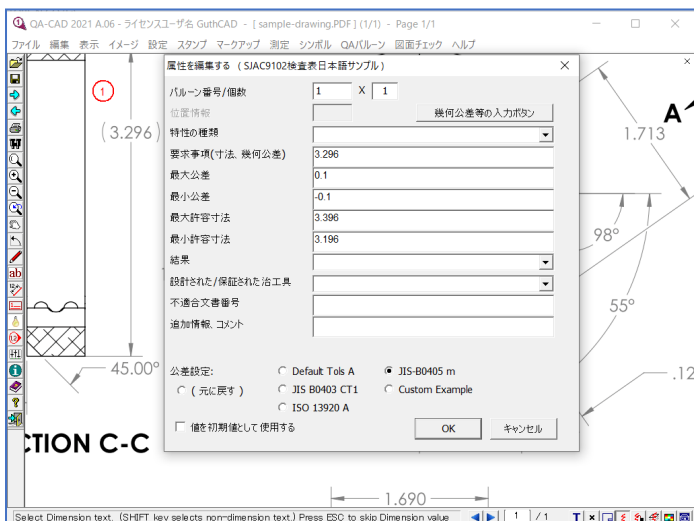 QA-CAD 2021 A.06 - ライセンスユーザ名 GuthCAD - [ sample-drawing.PDF ] (1/1) - Page 1/1
ファイル 編集 表示 イメージ 設定 スタンプ マークアップ 測定 シンボル QAバルーン 図面チェック ヘルプ
属性を編集する ( SJAC9102検査表日本語サンプル )
バルーン番号/個数 1 X 1
位置情報 幾何公差等の入力ボタン
特性の種類
要求事項(寸法、幾何公差) 3.296
最大公差 0.1
最小公差 -0.1
最大許容寸法 3.396
最小許容寸法 3.196
結果
設計された/保証された治工具
不適合文書番号
追加情報、コメント
公差設定: Default Tols A JIS-B0405 m
( 元に戻す ) JIS B0403 CT1 Custom Example
ISO 13920 A
値を初期値として使用する OK キャンセル
1
(3.296)
45.00°
CTION C-C
A
1.713
98°
55°
.12
1.690
ab
Select Dimension text. (SHIFT key selects non-dimension text.) Press ESC to skip Dimension value 1 / 1 T